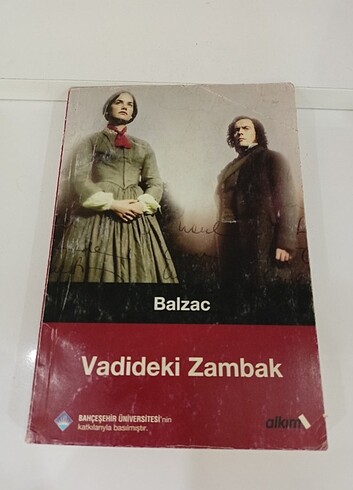 Balzac
Vadideki Zambak
BAHÇEŞEHİR ÜNİVERSİTESİ'nin
katkılarıyla basılmıştır.
alkım